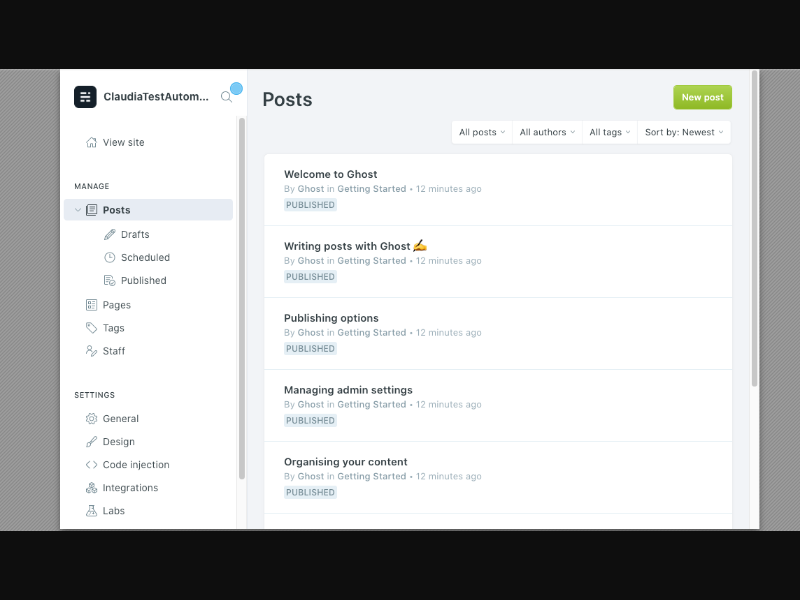 ClaudiaTestAutom...
View site
MANAGE
Posts
Drafts
Scheduled
Published
Pages
Tags
Staff
SETTINGS
General
Design
Code injection
Integrations
Labs
Posts
New post
All posts
All authors
All tags
Sort by: Newest
Welcome to Ghost
By Ghost in Getting Started • 12 minutes ago
PUBLISHED
Writing posts with Ghost ✍️
By Ghost in Getting Started • 12 minutes ago
PUBLISHED
Publishing options
By Ghost in Getting Started • 12 minutes ago
PUBLISHED
Managing admin settings
By Ghost in Getting Started • 12 minutes ago
PUBLISHED
Organising your content
By Ghost in Getting Started • 12 minutes ago
PUBLISHED